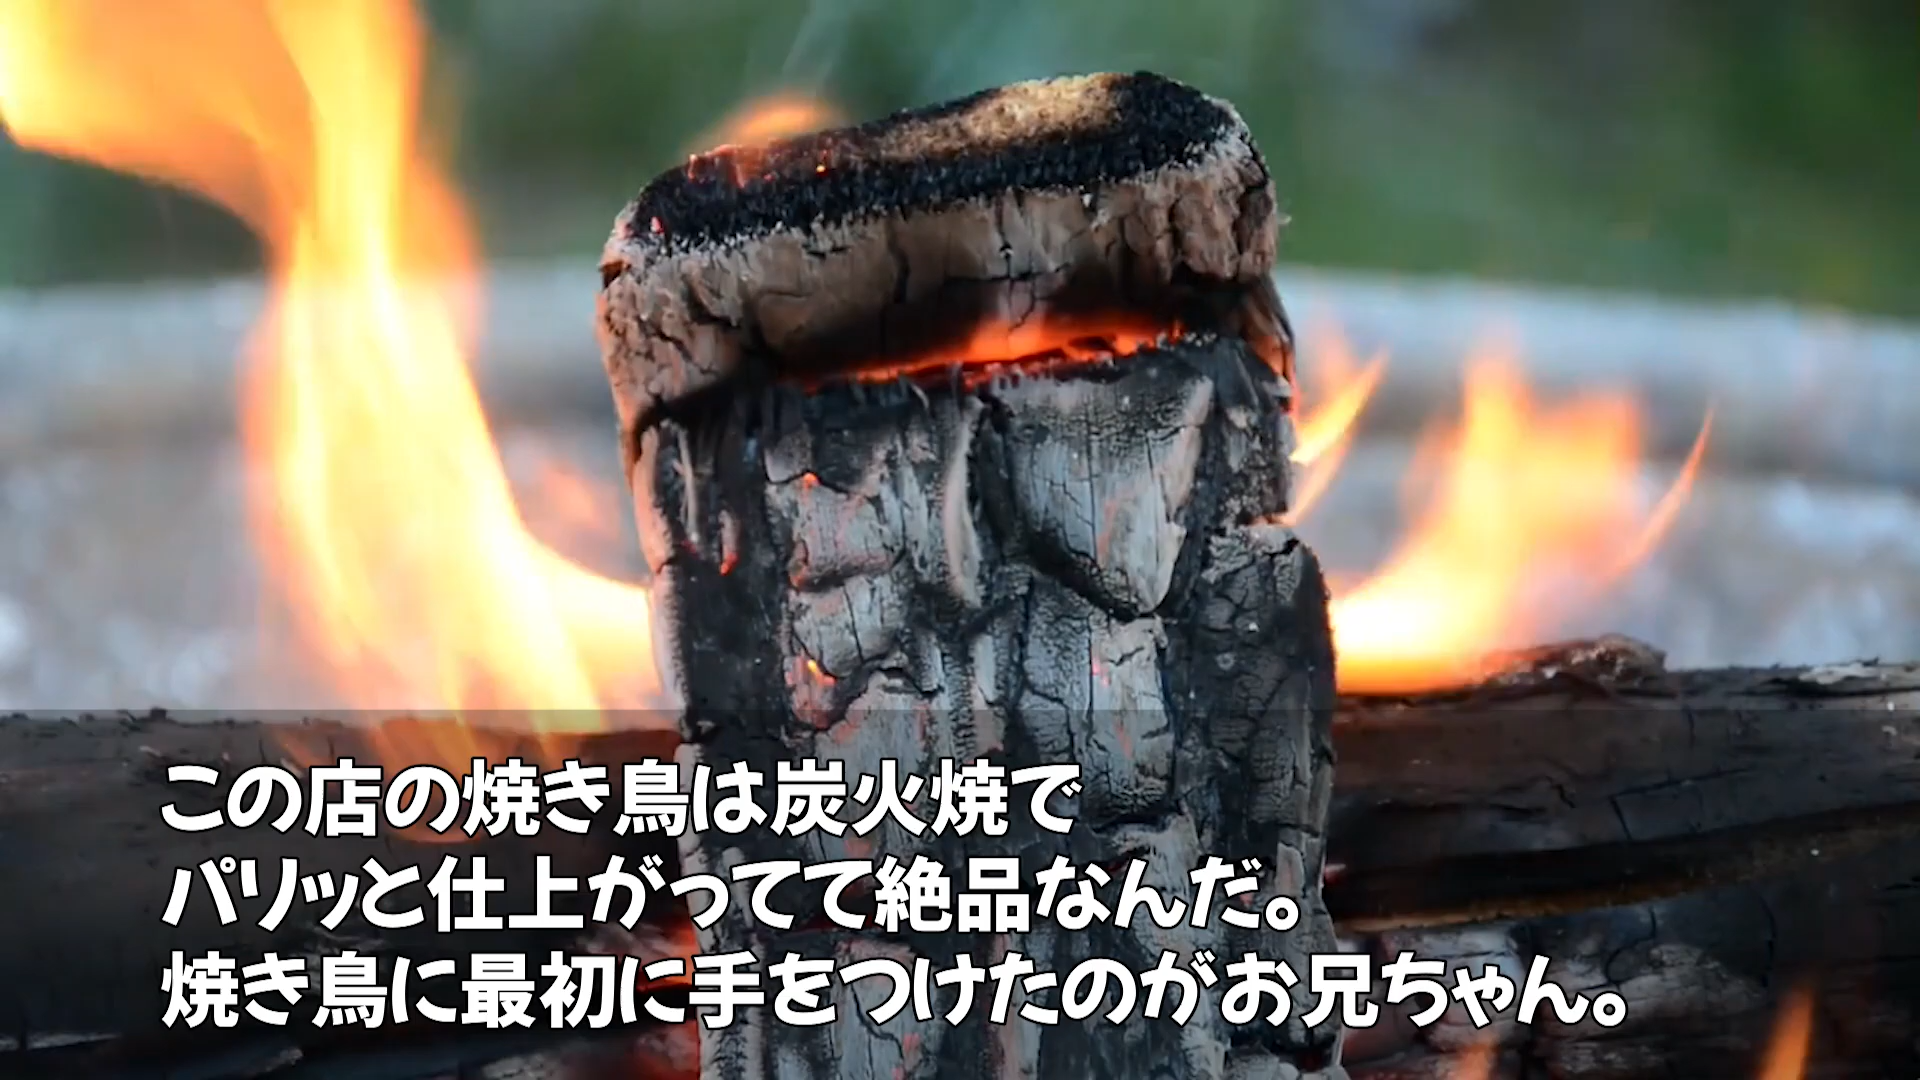 この店の焼き鳥は炭火焼で
パリッと仕上がってて絶品なんだ。
焼き鳥に最初に手をつけたのがお兄ちゃん。